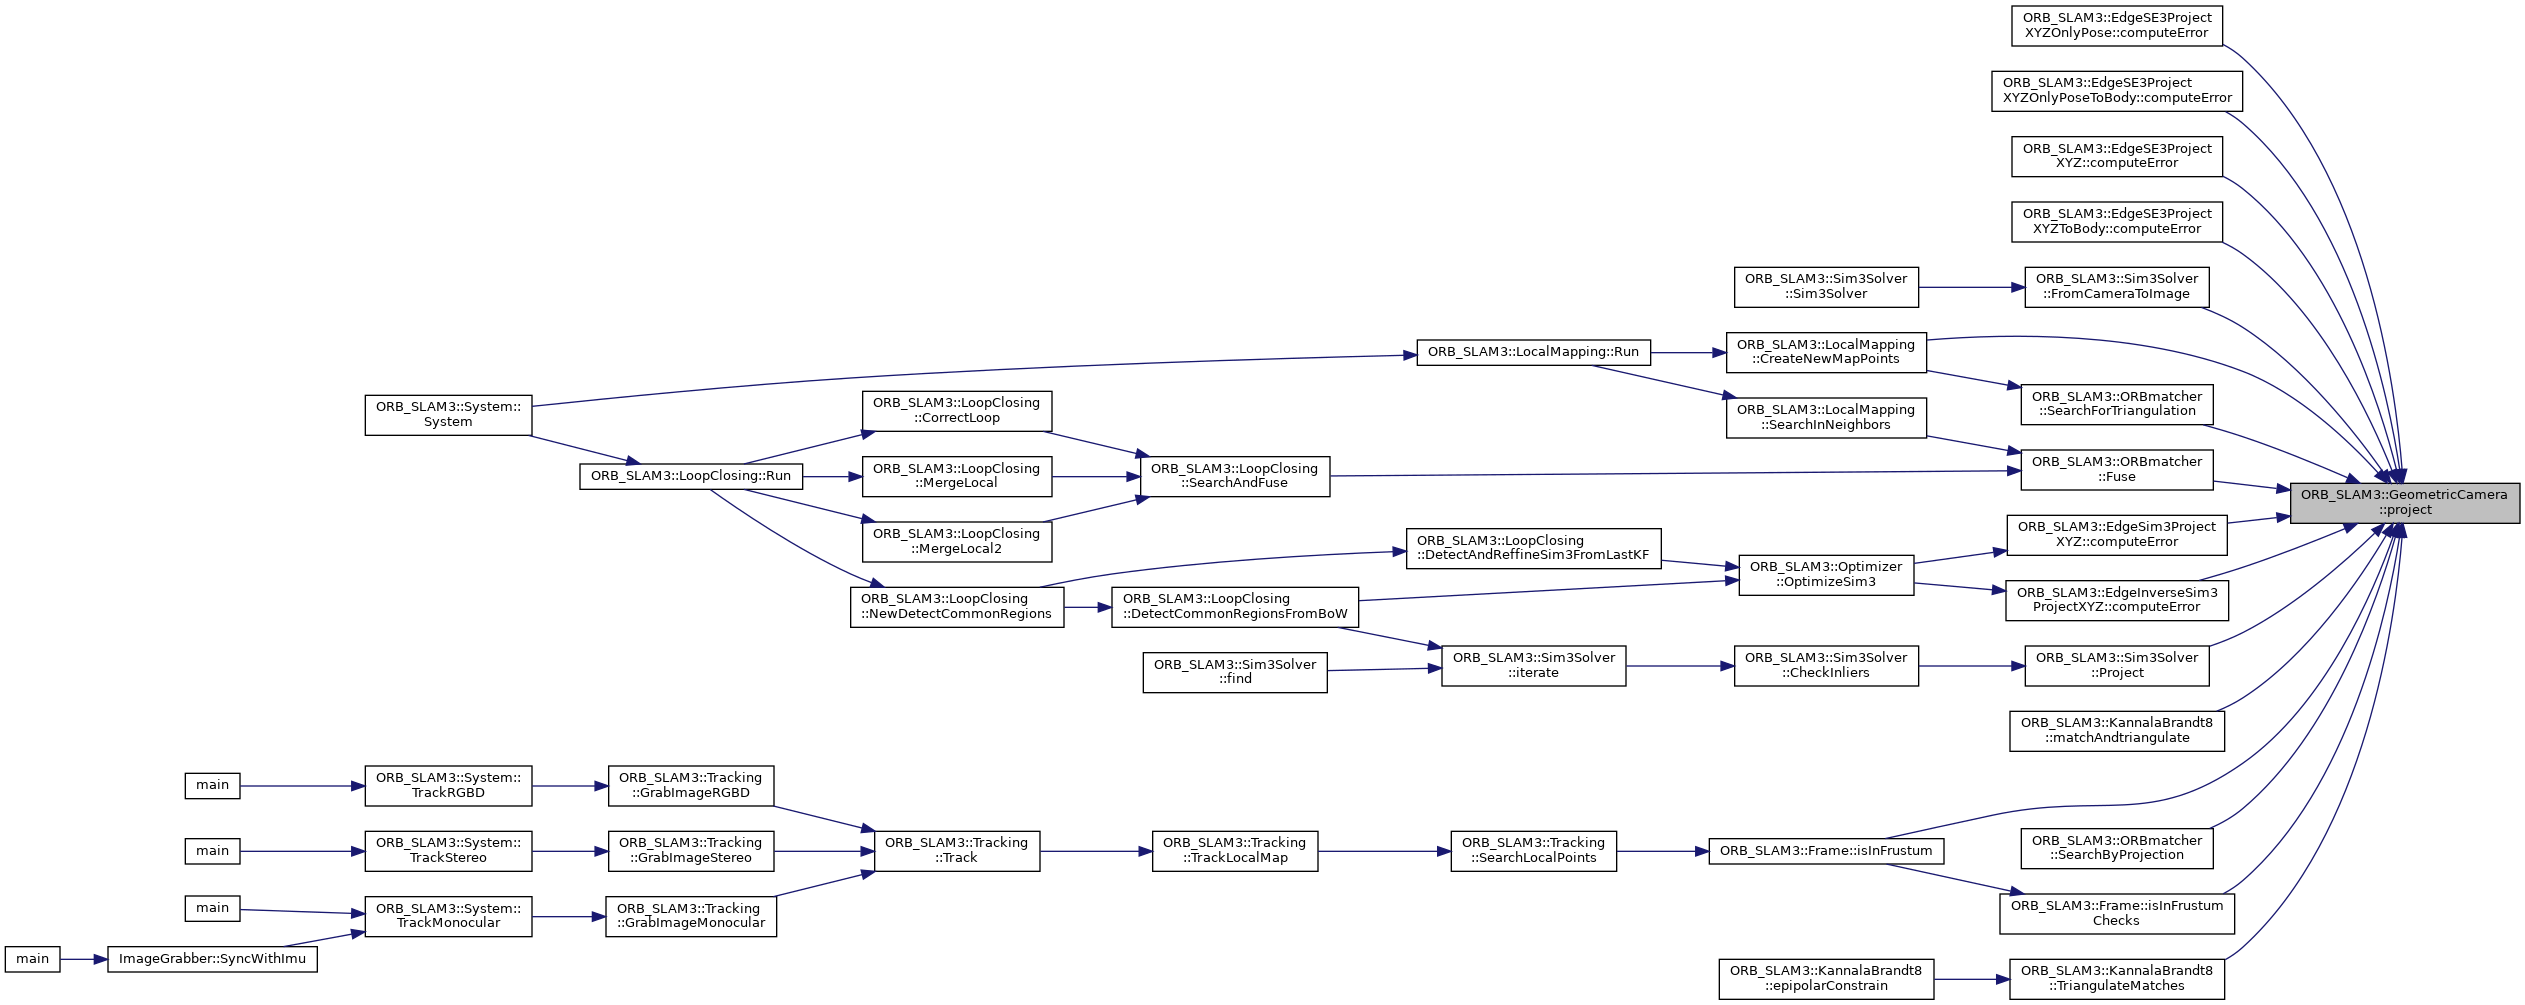 ORB_SLAM3::EdgeSE3Project
XYZOnlyPose::computeError
ORB_SLAM3::EdgeSE3Project
XYZOnlyPoseToBody::computeError
ORB_SLAM3::EdgeSE3Project
XYZ::computeError
ORB_SLAM3::EdgeSE3Project
XYZToBody::computeError
ORB_SLAM3::Sim3Solver
::Sim3Solver
ORB_SLAM3::Sim3Solver
::FromCameraToImage
ORB_SLAM3::LocalMapping::Run
ORB_SLAM3::LocalMapping
::CreateNewMapPoints
ORB_SLAM3::ORBmatcher
::SearchForTriangulation
ORB_SLAM3::System::
System
ORB_SLAM3::LoopClosing
::CorrectLoop
ORB_SLAM3::LocalMapping
::SearchInNeighbors
ORB_SLAM3::LoopClosing::Run
ORB_SLAM3::LoopClosing
::MergeLocal
ORB_SLAM3::LoopClosing
::SearchAndFuse
ORB_SLAM3::ORBmatcher
::Fuse
ORB_SLAM3::GeometricCamera
::project
ORB_SLAM3::LoopClosing
::MergeLocal2
ORB_SLAM3::LoopClosing
::DetectAndReffineSim3FromLastKF
ORB_SLAM3::EdgeSim3Project
XYZ::computeError
ORB_SLAM3::Optimizer
::OptimizeSim3
ORB_SLAM3::LoopClosing
::NewDetectCommonRegions
ORB_SLAM3::LoopClosing
::DetectCommonRegionsFromBoW
ORB_SLAM3::EdgeInverseSim3
ProjectXYZ::computeError
ORB_SLAM3::Sim3Solver
::find
ORB_SLAM3::Sim3Solver
::iterate
ORB_SLAM3::Sim3Solver
::CheckInliers
ORB_SLAM3::Sim3Solver
::Project
ORB_SLAM3::KannalaBrandt8
::matchAndtriangulate
main
ORB_SLAM3::System::
TrackRGBD
ORB_SLAM3::Tracking
::GrabImageRGBD
main
ORB_SLAM3::System::
TrackStereo
ORB_SLAM3::Tracking
::GrabImageStereo
ORB_SLAM3::Tracking
::Track
ORB_SLAM3::Tracking
::TrackLocalMap
ORB_SLAM3::Tracking
::SearchLocalPoints
ORB_SLAM3::Frame::isInFrustum
ORB_SLAM3::ORBmatcher
::SearchByProjection
main
ORB_SLAM3::System::
TrackMonocular
ORB_SLAM3::Tracking
::GrabImageMonocular
ORB_SLAM3::Frame::isInFrustum
Checks
main
ImageGrabber::SyncWithImu
ORB_SLAM3::KannalaBrandt8
::epipolarConstrain
ORB_SLAM3::KannalaBrandt8
::TriangulateMatches